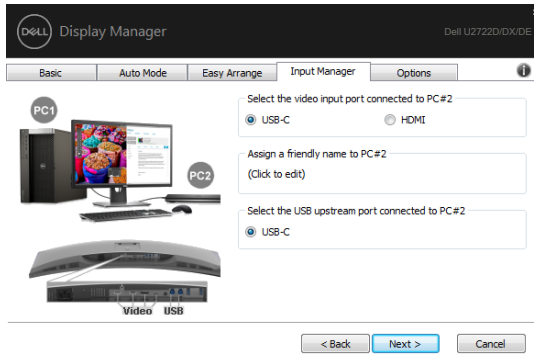 DELL Display Manager
Dell U2722D/DX/DE
Basic Auto Mode Easy Arrange Input Manager Options
PC1
PC2
Video USB
Select the video input port connected to PC#2
USB-C HDMI
Assign a friendly name to PC#2
(Click to edit)
Select the USB upstream port connected to PC#2
USB-C
< Back Next > Cancel